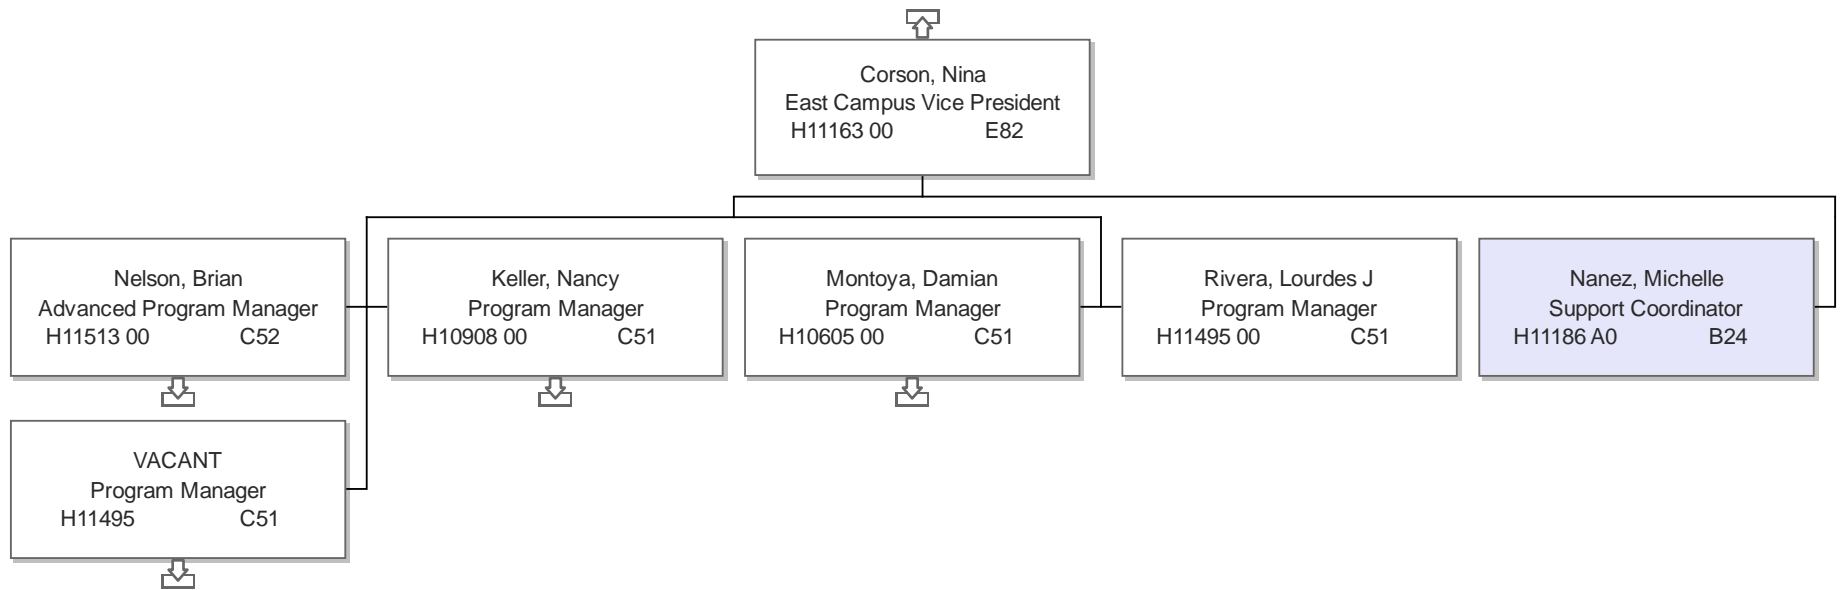 Corson, Nina
East Campus Vice President
H11163 00 E82
Nelson, Brian
Advanced Program Manager
H11513 00 C52
Keller, Nancy
Program Manager
H10908 00 C51
Montoya, Damian
Program Manager
H10605 00 C51
Rivera, Lourdes J
Program Manager
H11495 00 C51
Nanez, Michelle
Support Coordinator
H11186 A0 B24
VACANT
Program Manager
H11495 C51